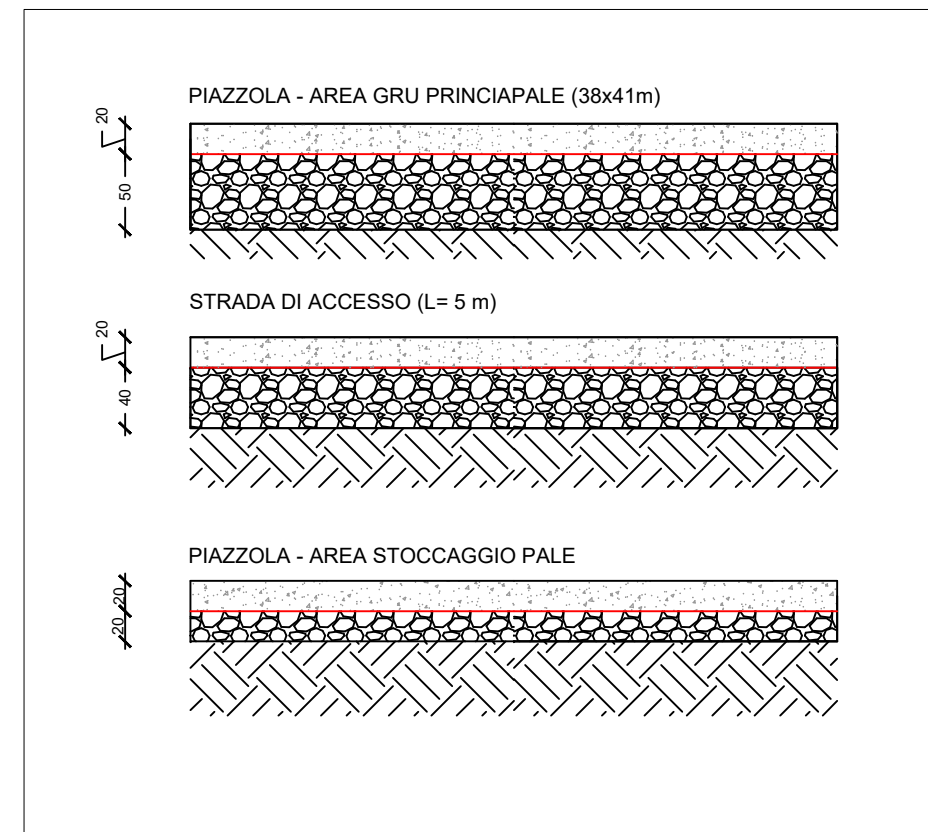 PIAZZOLA - AREA GRU PRINCIAPALE (38x41m)
20
50
STRADA DI ACCESSO (L= 5 m)
20
40
PIAZZOLA - AREA STOCCAGGIO PALE
20
20